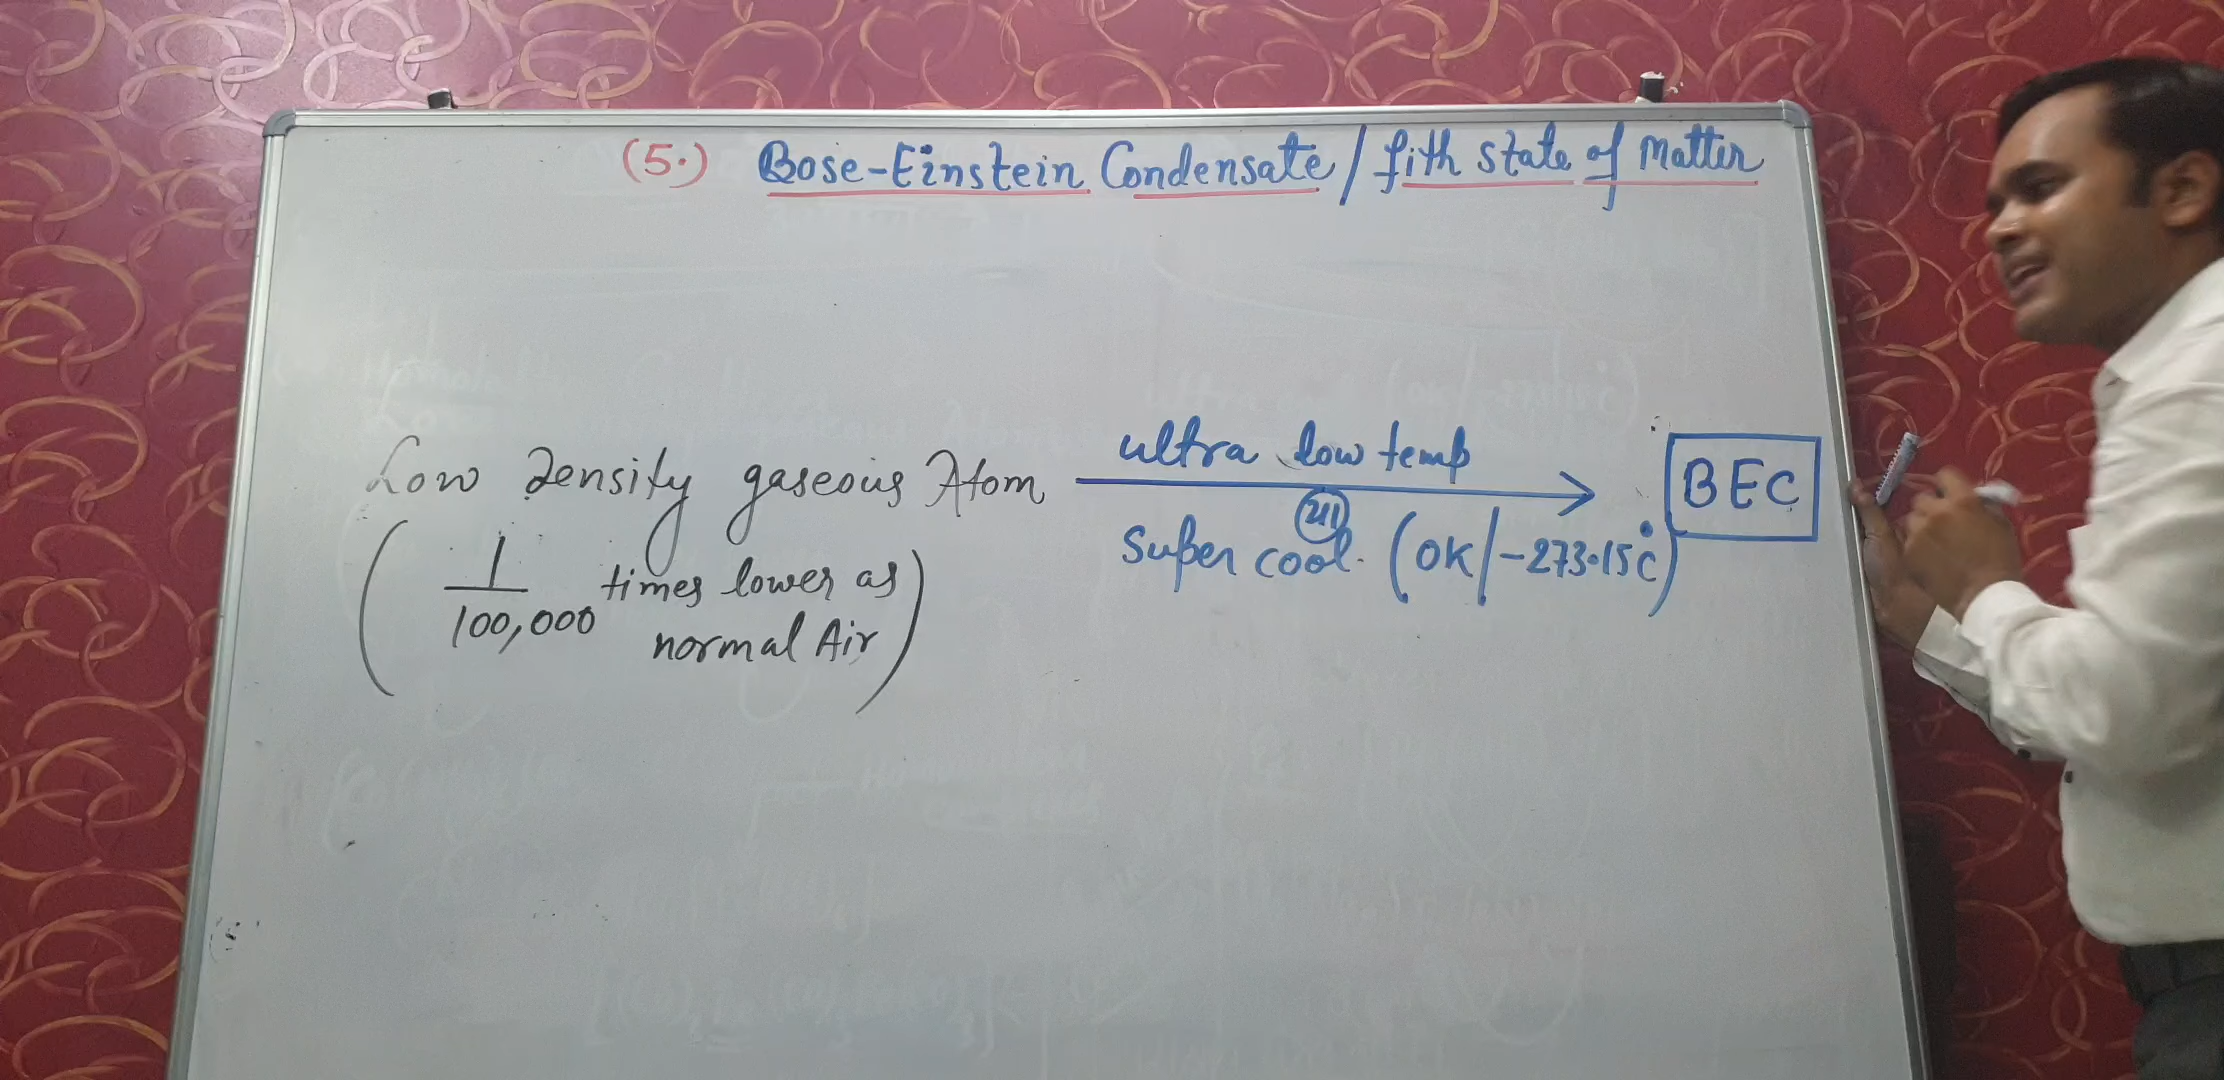 (5.) Bose-Einstein Condensate / fith state of Matter
Low Density gaseous Atom
ultra low temp
या
Super cool. (0K/-273.15°C)
BEC
( 1/100,000 times lower as
normal Air )